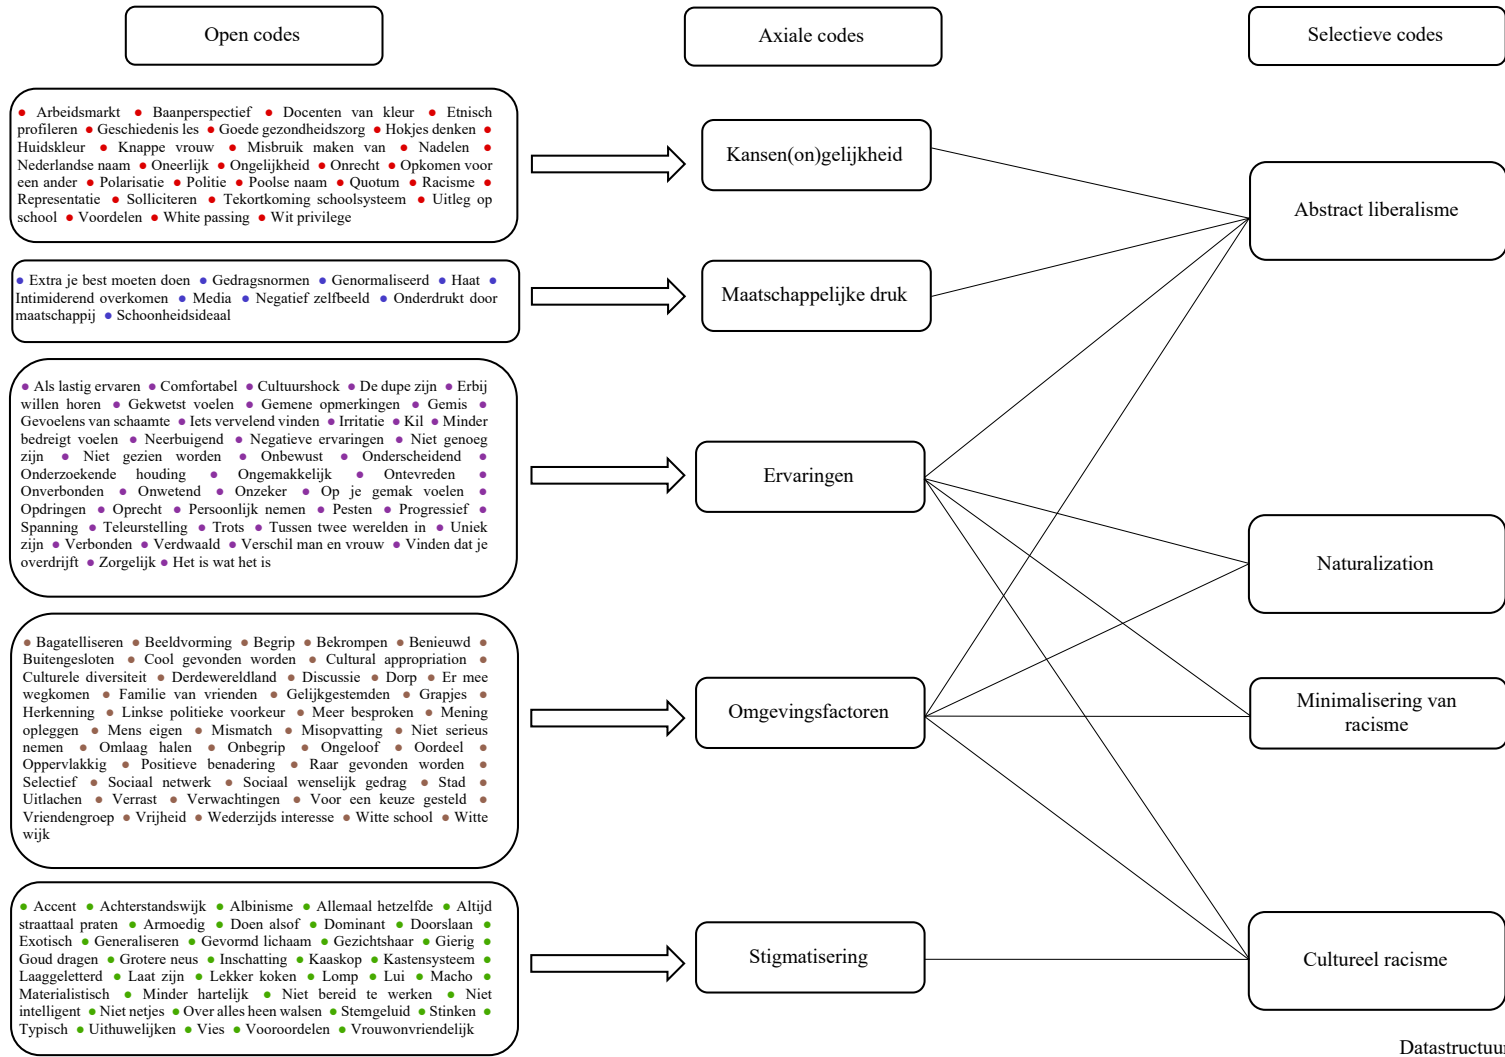 Open codes
Axiale codes
Selectieve codes
● Arbeidsmarkt ● Baanperspectief ● Docenten van kleur ● Etnisch
profileren ● Geschiedenis les ● Goede gezondheidszorg ● Hokjes denken ●
Huidskleur ● Knappe vrouw ● Misbruik maken van ● Nadelen ●
Nederlandse naam ● Oneerlijk ● Ongelijkheid ● Onrecht ● Opkomen voor
een ander ● Polarisatie ● Politie ● Poolse naam ● Quotum ● Racisme ●
Representatie ● Solliciteren ● Tekortkoming schoolsysteem ● Uitleg op
school ● Voordelen ● White passing ● Wit privilege
Kansen(on)gelijkheid
Abstract liberalisme
● Extra je best moeten doen ● Gedragsnormen ● Genormaliseerd ● Haat ●
Intimiderend overkomen ● Media ● Negatief zelfbeeld ● Onderdrukt door
maatschappij ● Schoonheidsideaal
Maatschappelijke druk
● Als lastig ervaren ● Comfortabel ● Cultuurshock ● De dupe zijn ● Erbij
willen horen ● Gekwetst voelen ● Gemene opmerkingen ● Gemis ●
Gevoelens van schaamte ● Iets vervelend vinden ● Irritatie ● Kil ● Minder
bedreigt voelen ● Neerbuigend ● Negatieve ervaringen ● Niet genoeg
zijn ● Niet gezien worden ● Onbewust ● Onderscheidend ●
Onderzoekende houding ● Ongemakkelijk ● Ontevreden ●
Onverbonden ● Onwetend ● Onzeker ● Op je gemak voelen ●
Opdringen ● Oprecht ● Persoonlijk nemen ● Pesten ● Progressief ●
Spanning ● Teleurstelling ● Trots ● Tussen twee werelden in ● Uniek
zijn ● Verbonden ● Verdwaald ● Verschil man en vrouw ● Vinden dat je
overdrijft ● Zorgelijk ● Het is wat het is
Ervaringen
Naturalization
● Bagatelliseren ● Beeldvorming ● Begrip ● Bekrompen ● Benieuwd ●
Buitengesloten ● Cool gevonden worden ● Cultural appropriation ●
Culturele diversiteit ● Derdewereldland ● Discussie ● Dorp ● Er mee
wegkomen ● Familie van vrienden ● Gelijkgestemden ● Grapjes ●
Herkenning ● Linkse politieke voorkeur ● Meer besproken ● Mening
opleggen ● Mens eigen ● Mismatch ● Misopvatting ● Niet serieus
nemen ● Omlaag halen ● Onbegrip ● Ongeloof ● Oordeel ●
Oppervlakkig ● Positieve benadering ● Raar gevonden worden ●
Selectief ● Sociaal netwerk ● Sociaal wenselijk gedrag ● Stad ●
Uitlachen ● Verrast ● Verwachtingen ● Voor een keuze gesteld ●
Vriendengroep ● Vrijheid ● Wederzijds interesse ● Witte school ● Witte
wijk
Omgevingsfactoren
Minimalisering van
racisme
● Accent ● Achterstandswijk ● Albinisme ● Allemaal hetzelfde ● Altijd
straattaal praten ● Armoedig ● Doen alsof ● Dominant ● Doorslaan ●
Exotisch ● Generaliseren ● Gevormd lichaam ● Gezichtshaar ● Gierig ●
Goud dragen ● Grotere neus ● Inschatting ● Kaaskop ● Kastensysteem ●
Laaggeletterd ● Laat zijn ● Lekker koken ● Lomp ● Lui ● Macho ●
Materialistisch ● Minder hartelijk ● Niet bereid te werken ● Niet
intelligent ● Niet netjes ● Over alles heen walsen ● Stemgeluid ● Stinken ●
Typisch ● Uithuwelijken ● Vies ● Vooroordelen ● Vrouwonvriendelijk
Stigmatisering
Cultureel racisme
Datastructuur